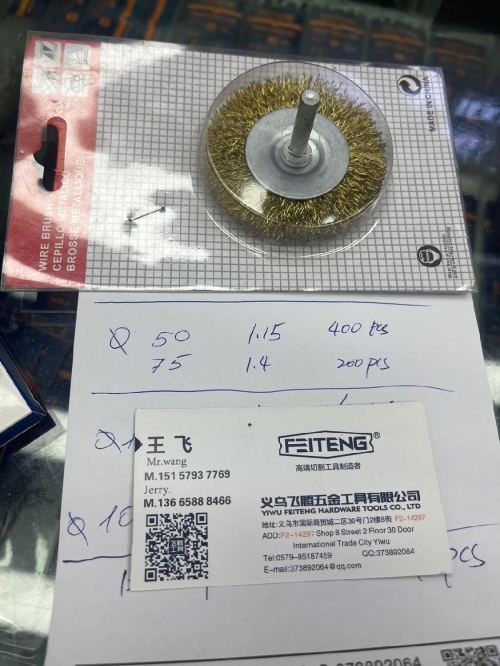 WIRE BRUSH
CEPILLO METALICO
BROSSE METALLIQUE
MADE IN CHINA
Ø 50 1.15 400 pcs
75 1.4 200 pcs
王 飞
Mr.wang
M.151 5793 7769
Jerry.
M.136 6588 8466
FEITENG®
高端切割工具制造者
义乌飞腾五金工具有限公司
YIWU FEITENG HARDWARE TOOLS CO., LTD
地址:义乌市国际商贸城二区30号门2楼8街 F2-14297
ADD:F2-14297 Shop 8 Street 2 Floor 30 Door
International Trade City Yiwu
Tel:0579-85187459 QQ:373892064
E-mail:373892064@qq.com
Ø 10
pcs
373892064